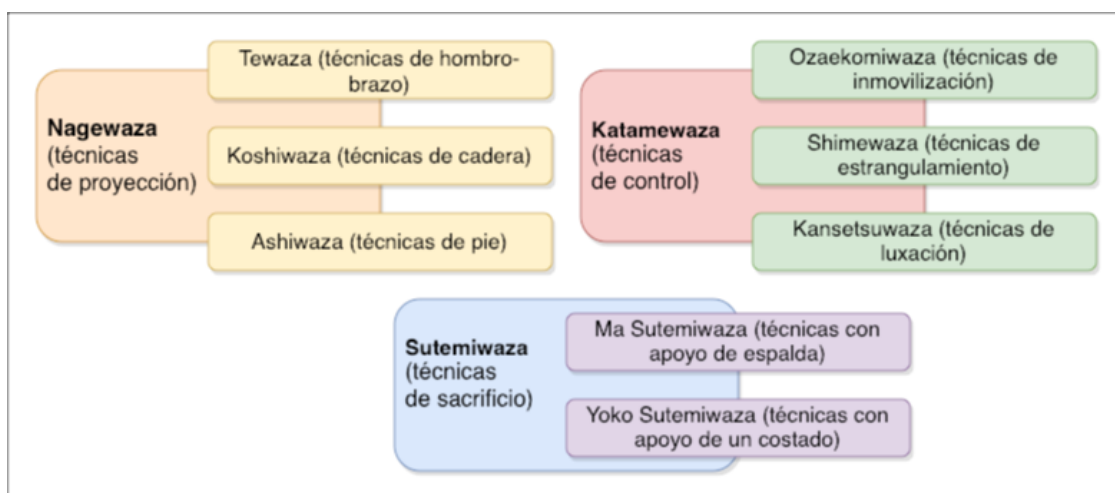 Nagewaza
(técnicas
de proyección)
Tewaza (técnicas de hombro-
brazo)
Koshiwaza (técnicas de cadera)
Ashiwaza (técnicas de pie)
Katamewaza
(técnicas
de control)
Ozaekomiwaza (técnicas de
inmovilización)
Shimewaza (técnicas de
estrangulamiento)
Kansetsuwaza (técnicas de
luxación)
Sutemiwaza
(técnicas
de sacrificio)
Ma Sutemiwaza (técnicas con
apoyo de espalda)
Yoko Sutemiwaza (técnicas con
apoyo de un costado)